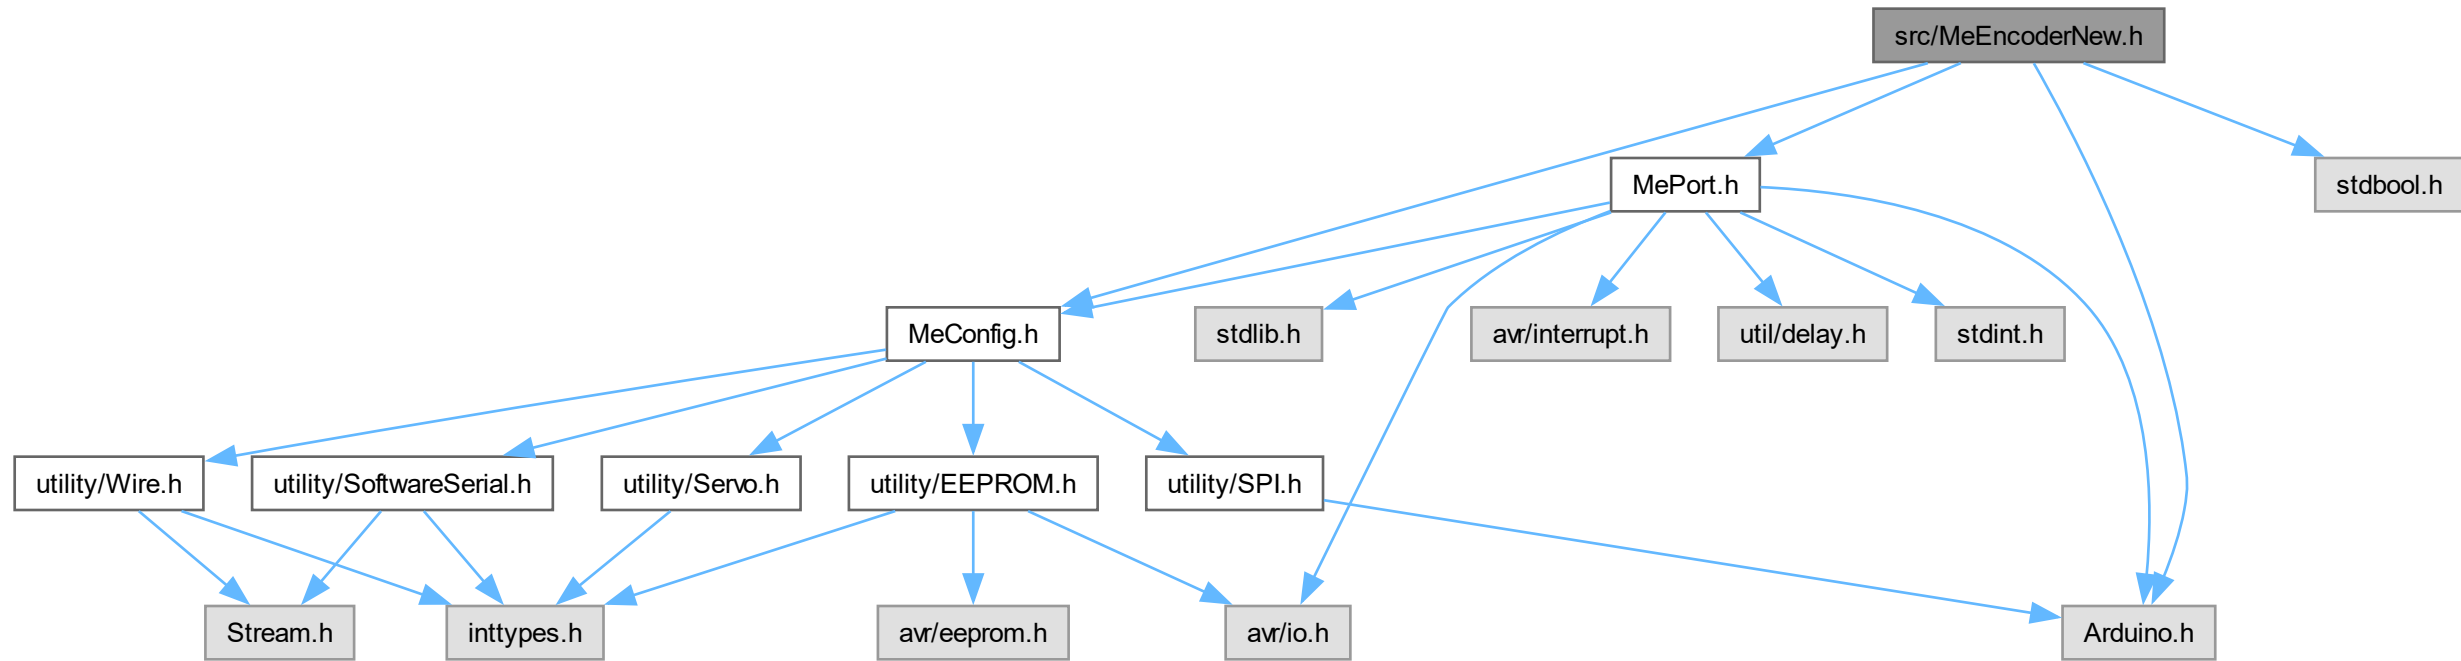 src/MeEncoderNew.h
MePort.h
stdbool.h
MeConfig.h
stdlib.h
avr/interrupt.h
util/delay.h
stdint.h
utility/Wire.h
utility/SoftwareSerial.h
utility/Servo.h
utility/EEPROM.h
utility/SPI.h
Stream.h
inttypes.h
avr/eeprom.h
avr/io.h
Arduino.h